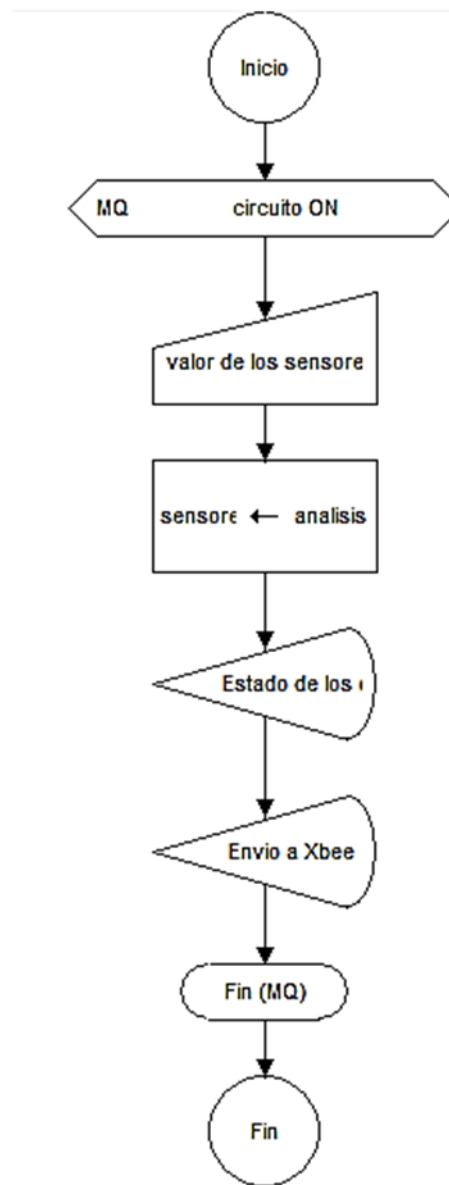 Inicio
MQ circuito ON
valor de los sensore
sensore ← analisis
Estado de los
Envio a Xbee
Fin (MQ)
Fin